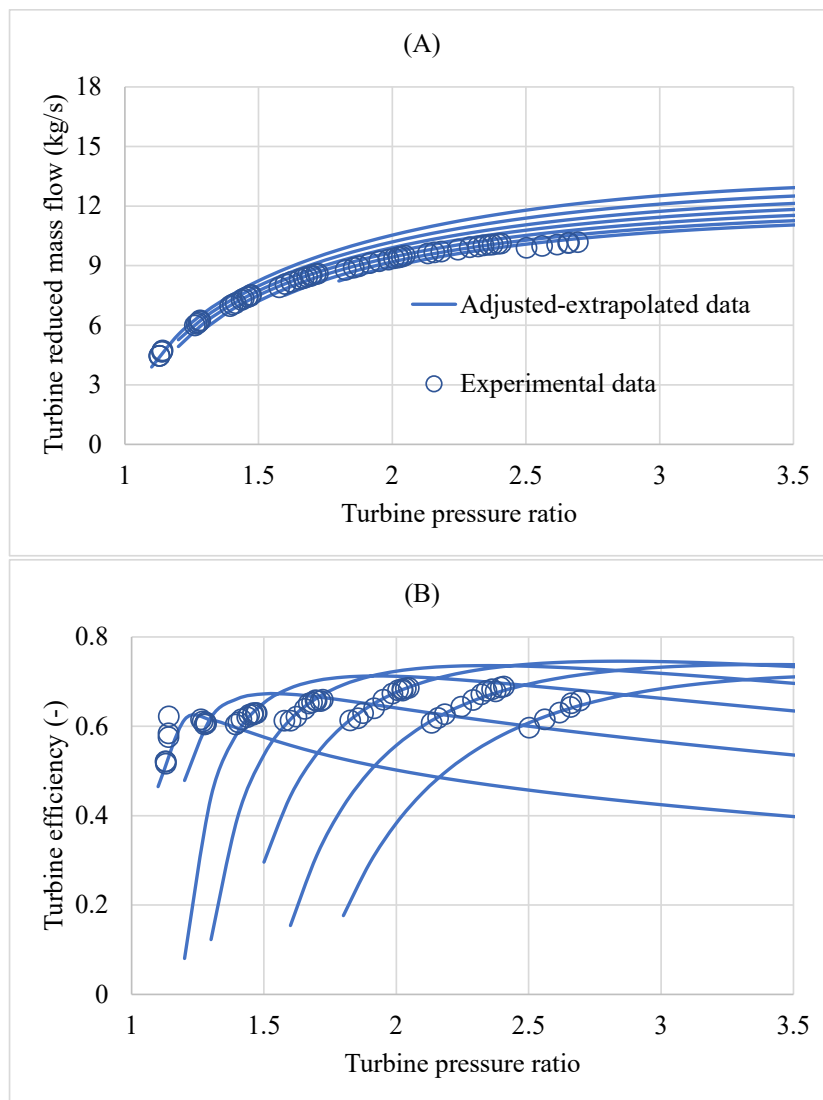 (A)
18
15
12
9
6
3
0
Turbine reduced mass flow (kg/s)
Adjusted-extrapolated data
Experimental data
1 1.5 2 2.5 3 3.5
Turbine pressure ratio
(B)
0.8
0.6
0.4
0.2
0
Turbine efficiency (-)
1 1.5 2 2.5 3 3.5
Turbine pressure ratio